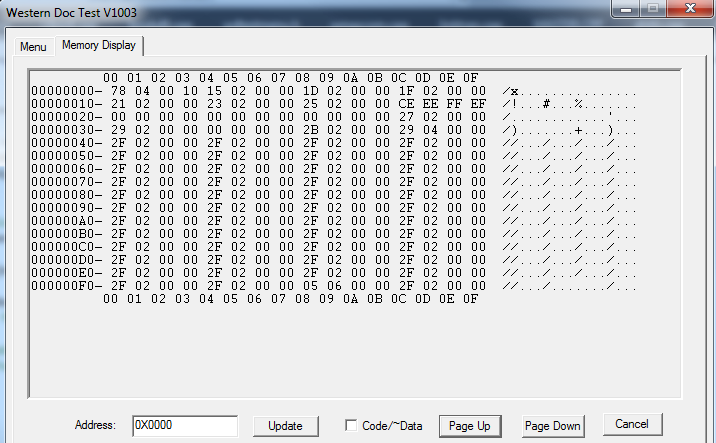 Western Doc Test V1003
Menu Memory Display
00 01 02 03 04 05 06 07 08 09 0A 0B 0C 0D 0E 0F
00000000- 78 04 00 10 15 02 00 00 1D 02 00 00 1F 02 00 00 /x...............
00000010- 21 02 00 00 23 02 00 00 25 02 00 00 CE EE FF EF /!...#...%.......
00000020- 00 00 00 00 00 00 00 00 00 00 00 00 27 02 00 00 /............'...
00000030- 29 02 00 00 00 00 00 00 2B 02 00 00 29 04 00 00 /).......+...)...
00000040- 2F 02 00 00 2F 02 00 00 2F 02 00 00 2F 02 00 00 //.../.../.../...
00000050- 2F 02 00 00 2F 02 00 00 2F 02 00 00 2F 02 00 00 //.../.../.../...
00000060- 2F 02 00 00 2F 02 00 00 2F 02 00 00 2F 02 00 00 //.../.../.../...
00000070- 2F 02 00 00 2F 02 00 00 2F 02 00 00 2F 02 00 00 //.../.../.../...
00000080- 2F 02 00 00 2F 02 00 00 2F 02 00 00 2F 02 00 00 //.../.../.../...
00000090- 2F 02 00 00 2F 02 00 00 2F 02 00 00 2F 02 00 00 //.../.../.../...
000000A0- 2F 02 00 00 2F 02 00 00 2F 02 00 00 2F 02 00 00 //.../.../.../...
000000B0- 2F 02 00 00 2F 02 00 00 2F 02 00 00 2F 02 00 00 //.../.../.../...
000000C0- 2F 02 00 00 2F 02 00 00 2F 02 00 00 2F 02 00 00 //.../.../.../...
000000D0- 2F 02 00 00 2F 02 00 00 2F 02 00 00 2F 02 00 00 //.../.../.../...
000000E0- 2F 02 00 00 2F 02 00 00 2F 02 00 00 2F 02 00 00 //.../.../.../...
000000F0- 2F 02 00 00 2F 02 00 00 05 06 00 00 2F 02 00 00 //.../......./...
00 01 02 03 04 05 06 07 08 09 0A 0B 0C 0D 0E 0F
Address: 0X0000 Update Code/~Data Page Up Page Down Cancel